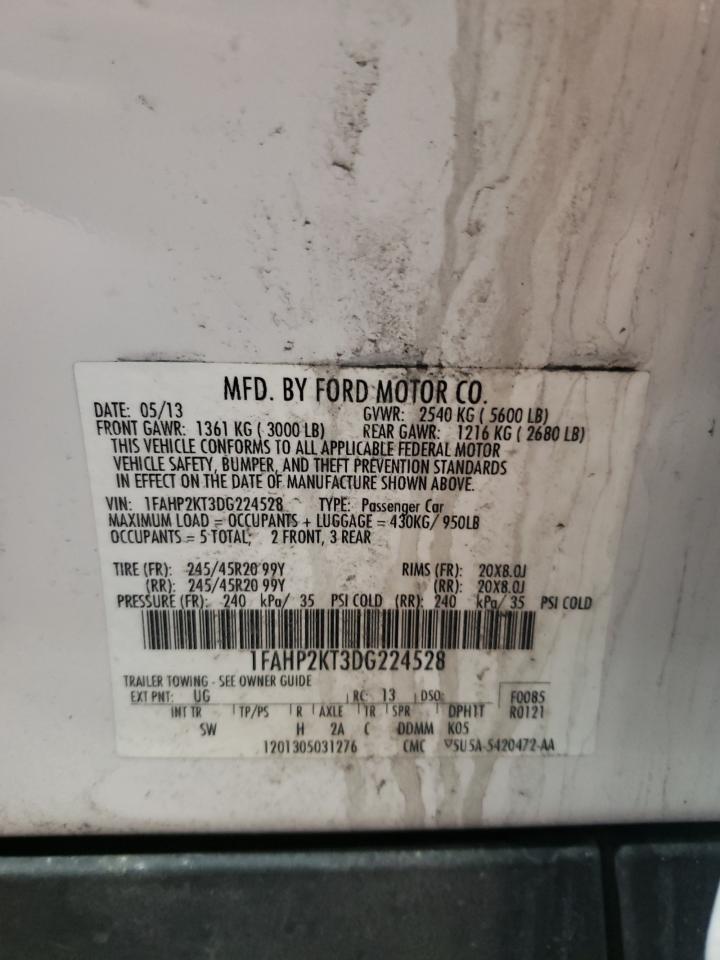 MFD. BY FORD MOTOR CO.
DATE: 05/13 GVWR: 2540 KG ( 5600 LB)
FRONT GAWR: 1361 KG ( 3000 LB) REAR GAWR: 1216 KG ( 2680 LB)
THIS VEHICLE CONFORMS TO ALL APPLICABLE FEDERAL MOTOR
VEHICLE SAFETY, BUMPER, AND THEFT PREVENTION STANDARDS
IN EFFECT ON THE DATE OF MANUFACTURE SHOWN ABOVE.
VIN: 1FAHP2KT3DG224528 TYPE: Passenger Car
MAXIMUM LOAD = OCCUPANTS + LUGGAGE = 430KG/ 950LB
OCCUPANTS = 5 TOTAL; 2 FRONT, 3 REAR
TIRE (FR): 245/45R20 99Y RIMS (FR): 20X8.0J
(RR): 245/45R20 99Y (RR): 20X8.0J
PRESSURE (FR): 240 kPa/ 35 PSI COLD (RR): 240 kPa/ 35 PSI COLD
1FAHP2KT3DG224528
TRAILER TOWING - SEE OWNER GUIDE
EXT PNT: UG RC: 13 DSO: F0085
INT TR TP/PS R AXLE TR SPR DPH1T R0121
SW H 2A C DDMM K05
1201305031276 CMC 5U5A-5420472-AA